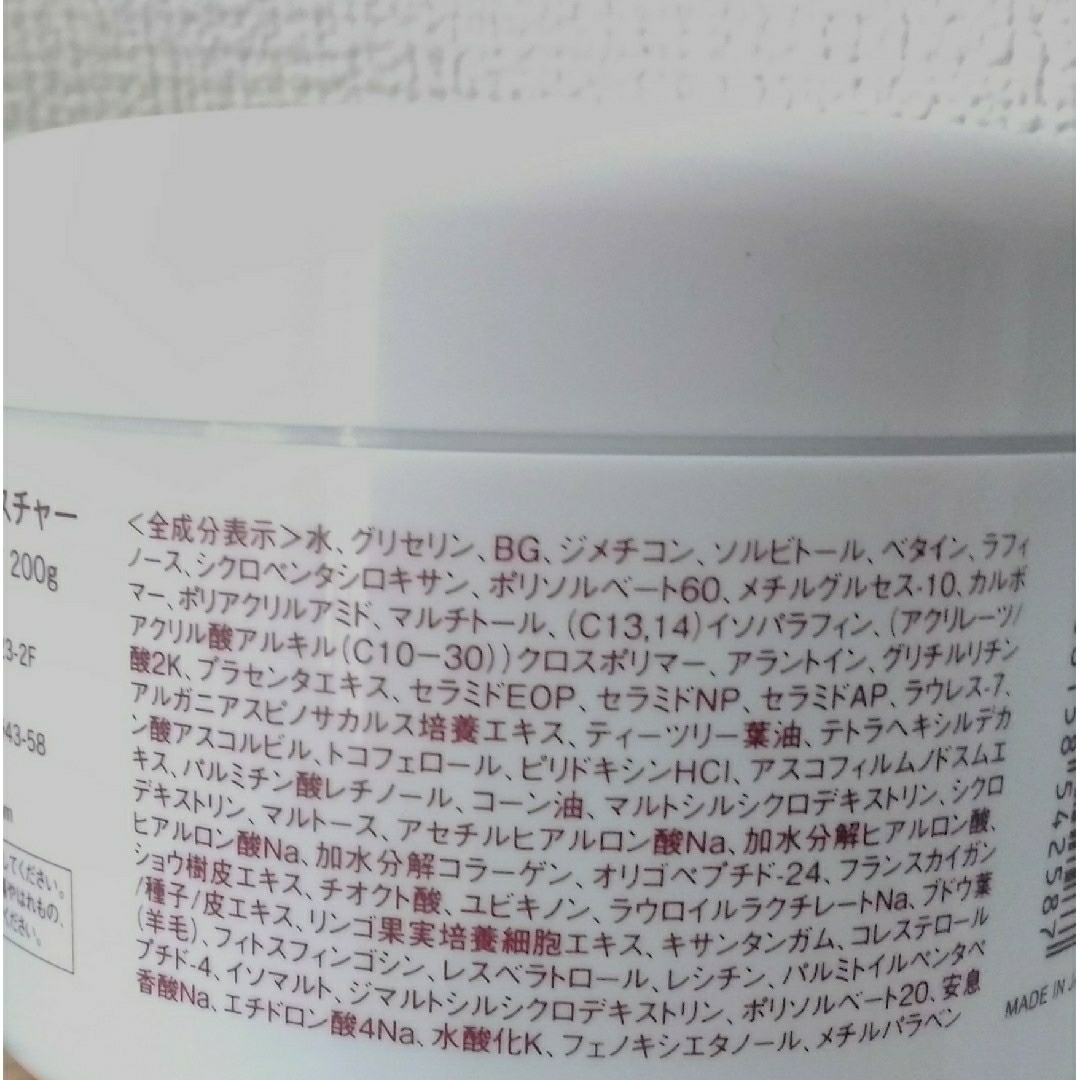 スチャー
200g
23-2F
-43-58
m
してください。
やはれもの、
ください。
＜全成分表示＞水、グリセリン、BG、ジメチコン、ソルビトール、ベタイン、ラフィ
ノース、シクロペンタシロキサン、ポリソルベート60、メチルグルセス-10、カルボ
マー、ポリアクリルアミド、マルチトール、(C13,14)イソパラフィン、(アクリレーツ/
アクリル酸アルキル(C10－30))クロスポリマー、アラントイン、グリチルリチン
酸2K、プラセンタエキス、セラミドEOP、セラミドNP、セラミドAP、ラウレス-7、
アルガニアスピノサカルス培養エキス、ティーツリー葉油、テトラヘキシルデカ
ン酸アスコルビル、トコフェロール、ピリドキシンHCl、アスコフィルムノドスムエ
キス、パルミチン酸レチノール、コーン油、マルトシルシクロデキストリン、シクロ
デキストリン、マルトース、アセチルヒアルロン酸Na、加水分解ヒアルロン酸、
ヒアルロン酸Na、加水分解コラーゲン、オリゴペプチド-24、フランスカイガン
ショウ樹皮エキス、チオクト酸、ユビキノン、ラウロイルラクチレートNa、ブドウ葉
/種子/皮エキス、リンゴ果実培養細胞エキス、キサンタンガム、コレステロール
(羊毛)、フィトスフィンゴシン、レスベラトロール、レシチン、パルミトイルペンタペ
プチド-4、イソマルト、ジマルトシルシクロデキストリン、ポリソルベート20、安息
香酸Na、エチドロン酸4Na、水酸化K、フェノキシエタノール、メチルパラベン
MADE IN